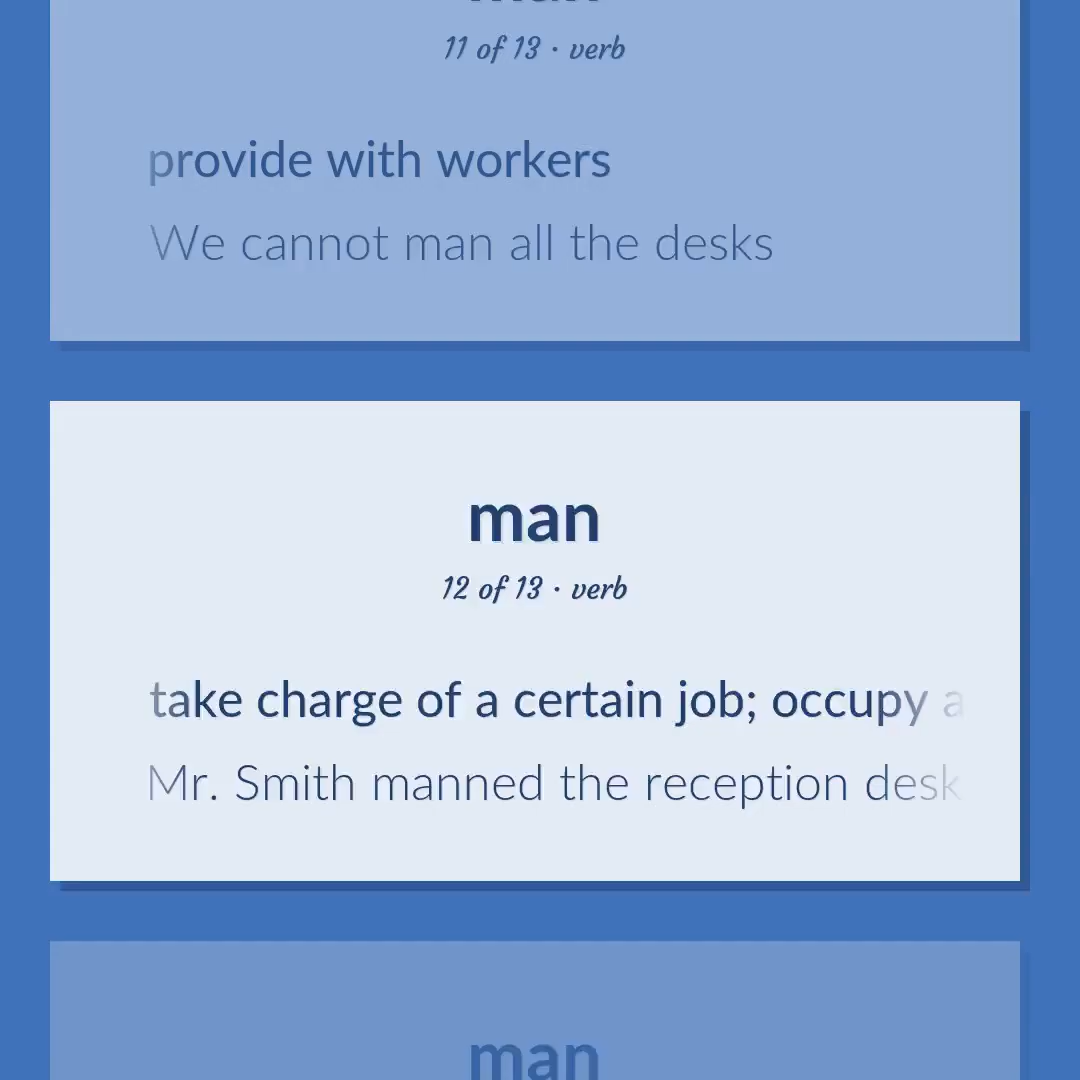 11 of 13 · verb
provide with workers
We cannot man all the desks
man
12 of 13 · verb
take charge of a certain job; occupy a
Mr. Smith manned the reception desk
man